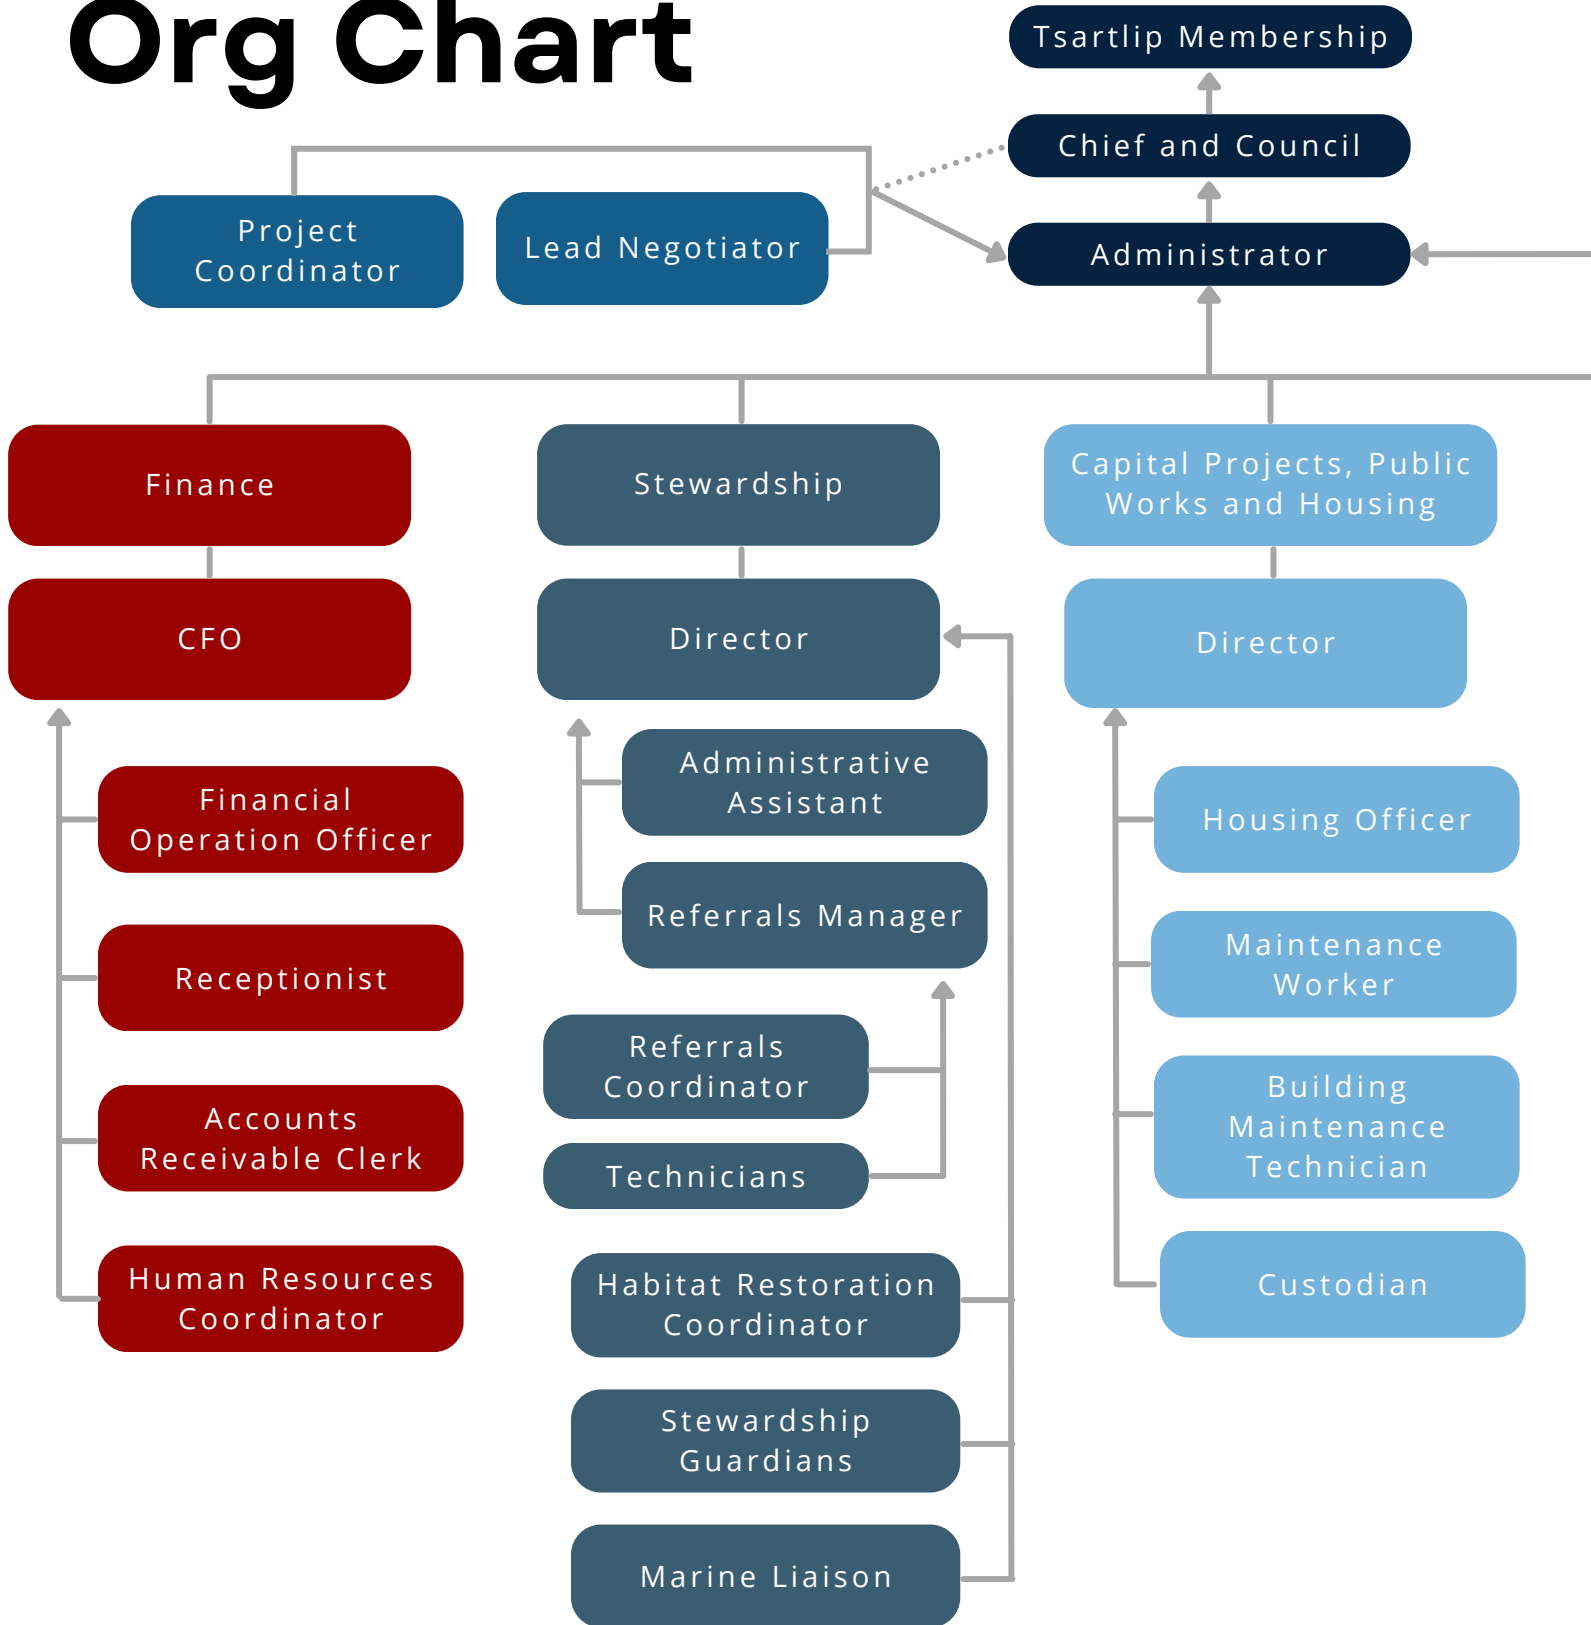 Org Chart
Tsartlip Membership
Chief and Council
Administrator
Project
Coordinator
Lead Negotiator
Finance
CFO
Financial
Operation Officer
Receptionist
Accounts
Receivable Clerk
Human Resources
Coordinator
Stewardship
Director
Administrative
Assistant
Referrals Manager
Referrals
Coordinator
Technicians
Habitat Restoration
Coordinator
Stewardship
Guardians
Marine Liaison
Capital Projects, Public
Works and Housing
Director
Housing Officer
Maintenance
Worker
Building
Maintenance
Technician
Custodian